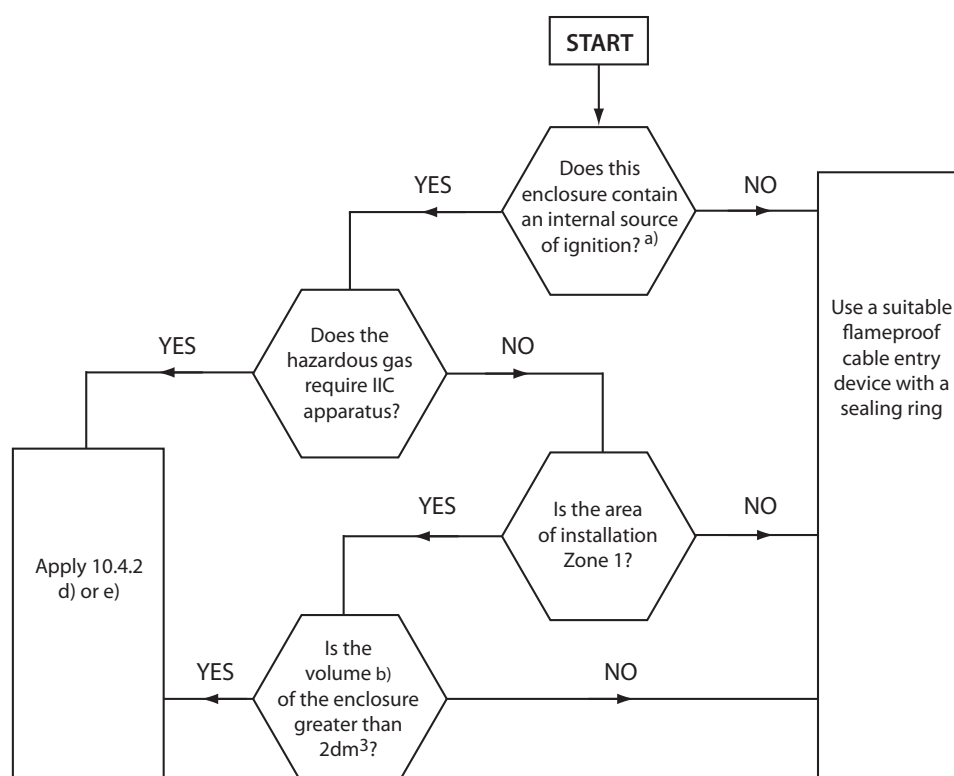 START
Does this
enclosure contain
an internal source
of ignition? a)
YES
NO
Use a suitable
flameproof
cable entry
device with a
sealing ring
Does the
hazardous gas
require IIC
apparatus?
YES
NO
Is the area
of installation
Zone 1?
YES
NO
Apply 10.4.2
d) or e)
Is the
volume b)
of the enclosure
greater than
2dm³?
YES
NO